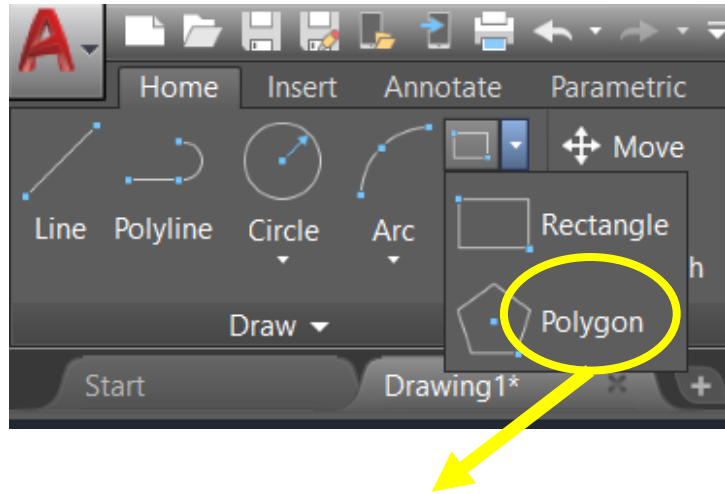 Home Insert Annotate Parametric
Move
Line Polyline Circle Arc
Rectangle
h
Polygon
Draw
Start Drawing1*